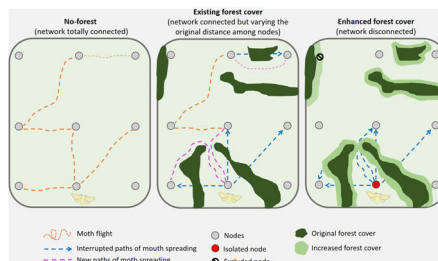 No-forest
(network totally connected)
Existing forest cover
(network connected but varying the
original distance among nodes)
Enhanced forest cover
(network disconnected)
Moth flight
Interrupted paths of mouth spreading
New paths of mouth spreading
Nodes
Isolated node
Excluded node
Original forest cover
Increased forest cover